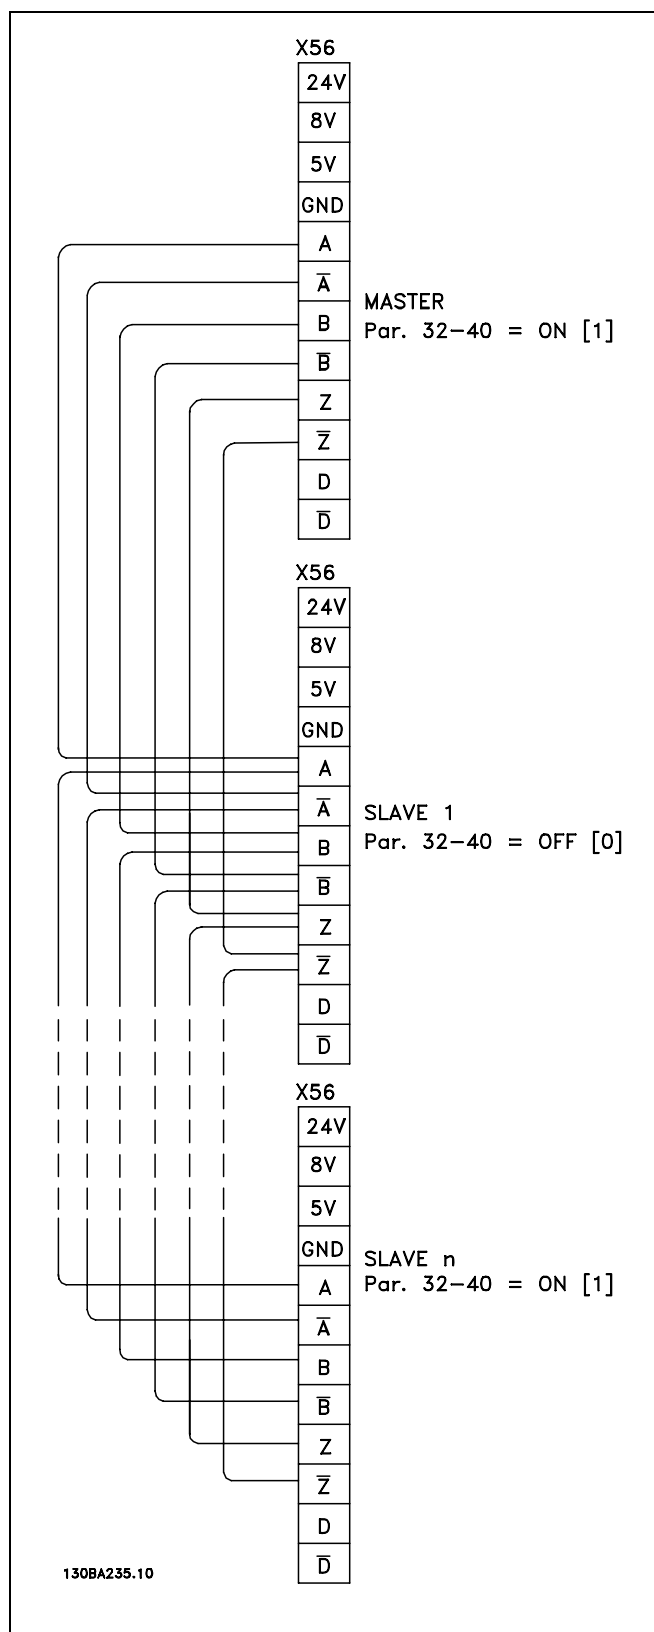 X56
24V
8V
5V
GND
A
A̅
B
B̅
Z
Z̅
D
D̅
MASTER
Par. 32-40 = ON [1]
X56
24V
8V
5V
GND
A
A̅
B
B̅
Z
Z̅
D
D̅
SLAVE 1
Par. 32-40 = OFF [0]
X56
24V
8V
5V
GND
A
A̅
B
B̅
Z
Z̅
D
D̅
SLAVE n
Par. 32-40 = ON [1]
130BA235.10